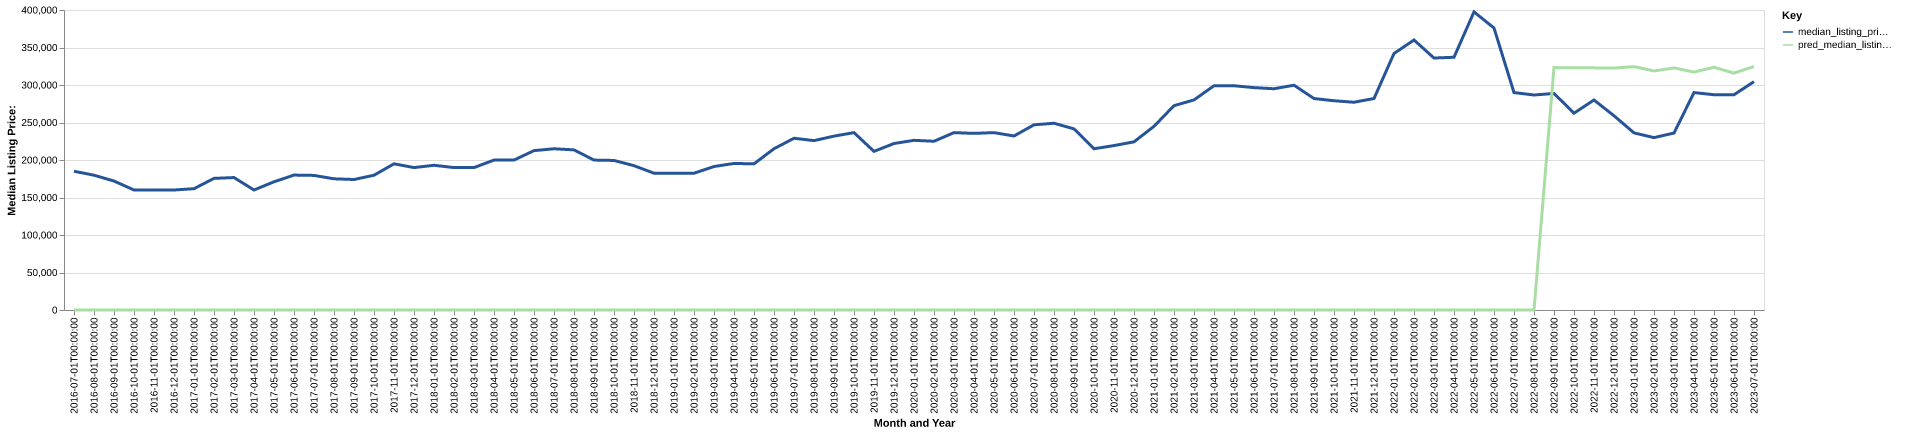 400,000
350,000
300,000
250,000
200,000
150,000
100,000
50,000
0
Median Listing Price:
2016-07-01T00:00:00
2016-08-01T00:00:00
2016-09-01T00:00:00
2016-10-01T00:00:00
2016-11-01T00:00:00
2016-12-01T00:00:00
2017-01-01T00:00:00
2017-02-01T00:00:00
2017-03-01T00:00:00
2017-04-01T00:00:00
2017-05-01T00:00:00
2017-06-01T00:00:00
2017-07-01T00:00:00
2017-08-01T00:00:00
2017-09-01T00:00:00
2017-10-01T00:00:00
2017-11-01T00:00:00
2017-12-01T00:00:00
2018-01-01T00:00:00
2018-02-01T00:00:00
2018-03-01T00:00:00
2018-04-01T00:00:00
2018-05-01T00:00:00
2018-06-01T00:00:00
2018-07-01T00:00:00
2018-08-01T00:00:00
2018-09-01T00:00:00
2018-10-01T00:00:00
2018-11-01T00:00:00
2018-12-01T00:00:00
2019-01-01T00:00:00
2019-02-01T00:00:00
2019-03-01T00:00:00
2019-04-01T00:00:00
2019-05-01T00:00:00
2019-06-01T00:00:00
2019-07-01T00:00:00
2019-08-01T00:00:00
2019-09-01T00:00:00
2019-10-01T00:00:00
2019-11-01T00:00:00
2019-12-01T00:00:00
2020-01-01T00:00:00
2020-02-01T00:00:00
2020-03-01T00:00:00
2020-04-01T00:00:00
2020-05-01T00:00:00
2020-06-01T00:00:00
2020-07-01T00:00:00
2020-08-01T00:00:00
2020-09-01T00:00:00
2020-10-01T00:00:00
2020-11-01T00:00:00
2020-12-01T00:00:00
2021-01-01T00:00:00
2021-02-01T00:00:00
2021-03-01T00:00:00
2021-04-01T00:00:00
2021-05-01T00:00:00
2021-06-01T00:00:00
2021-07-01T00:00:00
2021-08-01T00:00:00
2021-09-01T00:00:00
2021-10-01T00:00:00
2021-11-01T00:00:00
2021-12-01T00:00:00
2022-01-01T00:00:00
2022-02-01T00:00:00
2022-03-01T00:00:00
2022-04-01T00:00:00
2022-05-01T00:00:00
2022-06-01T00:00:00
2022-07-01T00:00:00
2022-08-01T00:00:00
2022-09-01T00:00:00
2022-10-01T00:00:00
2022-11-01T00:00:00
2022-12-01T00:00:00
2023-01-01T00:00:00
2023-02-01T00:00:00
2023-03-01T00:00:00
2023-04-01T00:00:00
2023-05-01T00:00:00
2023-06-01T00:00:00
2023-07-01T00:00:00
Month and Year
Key
median_listing_pri…
pred_median_listin…